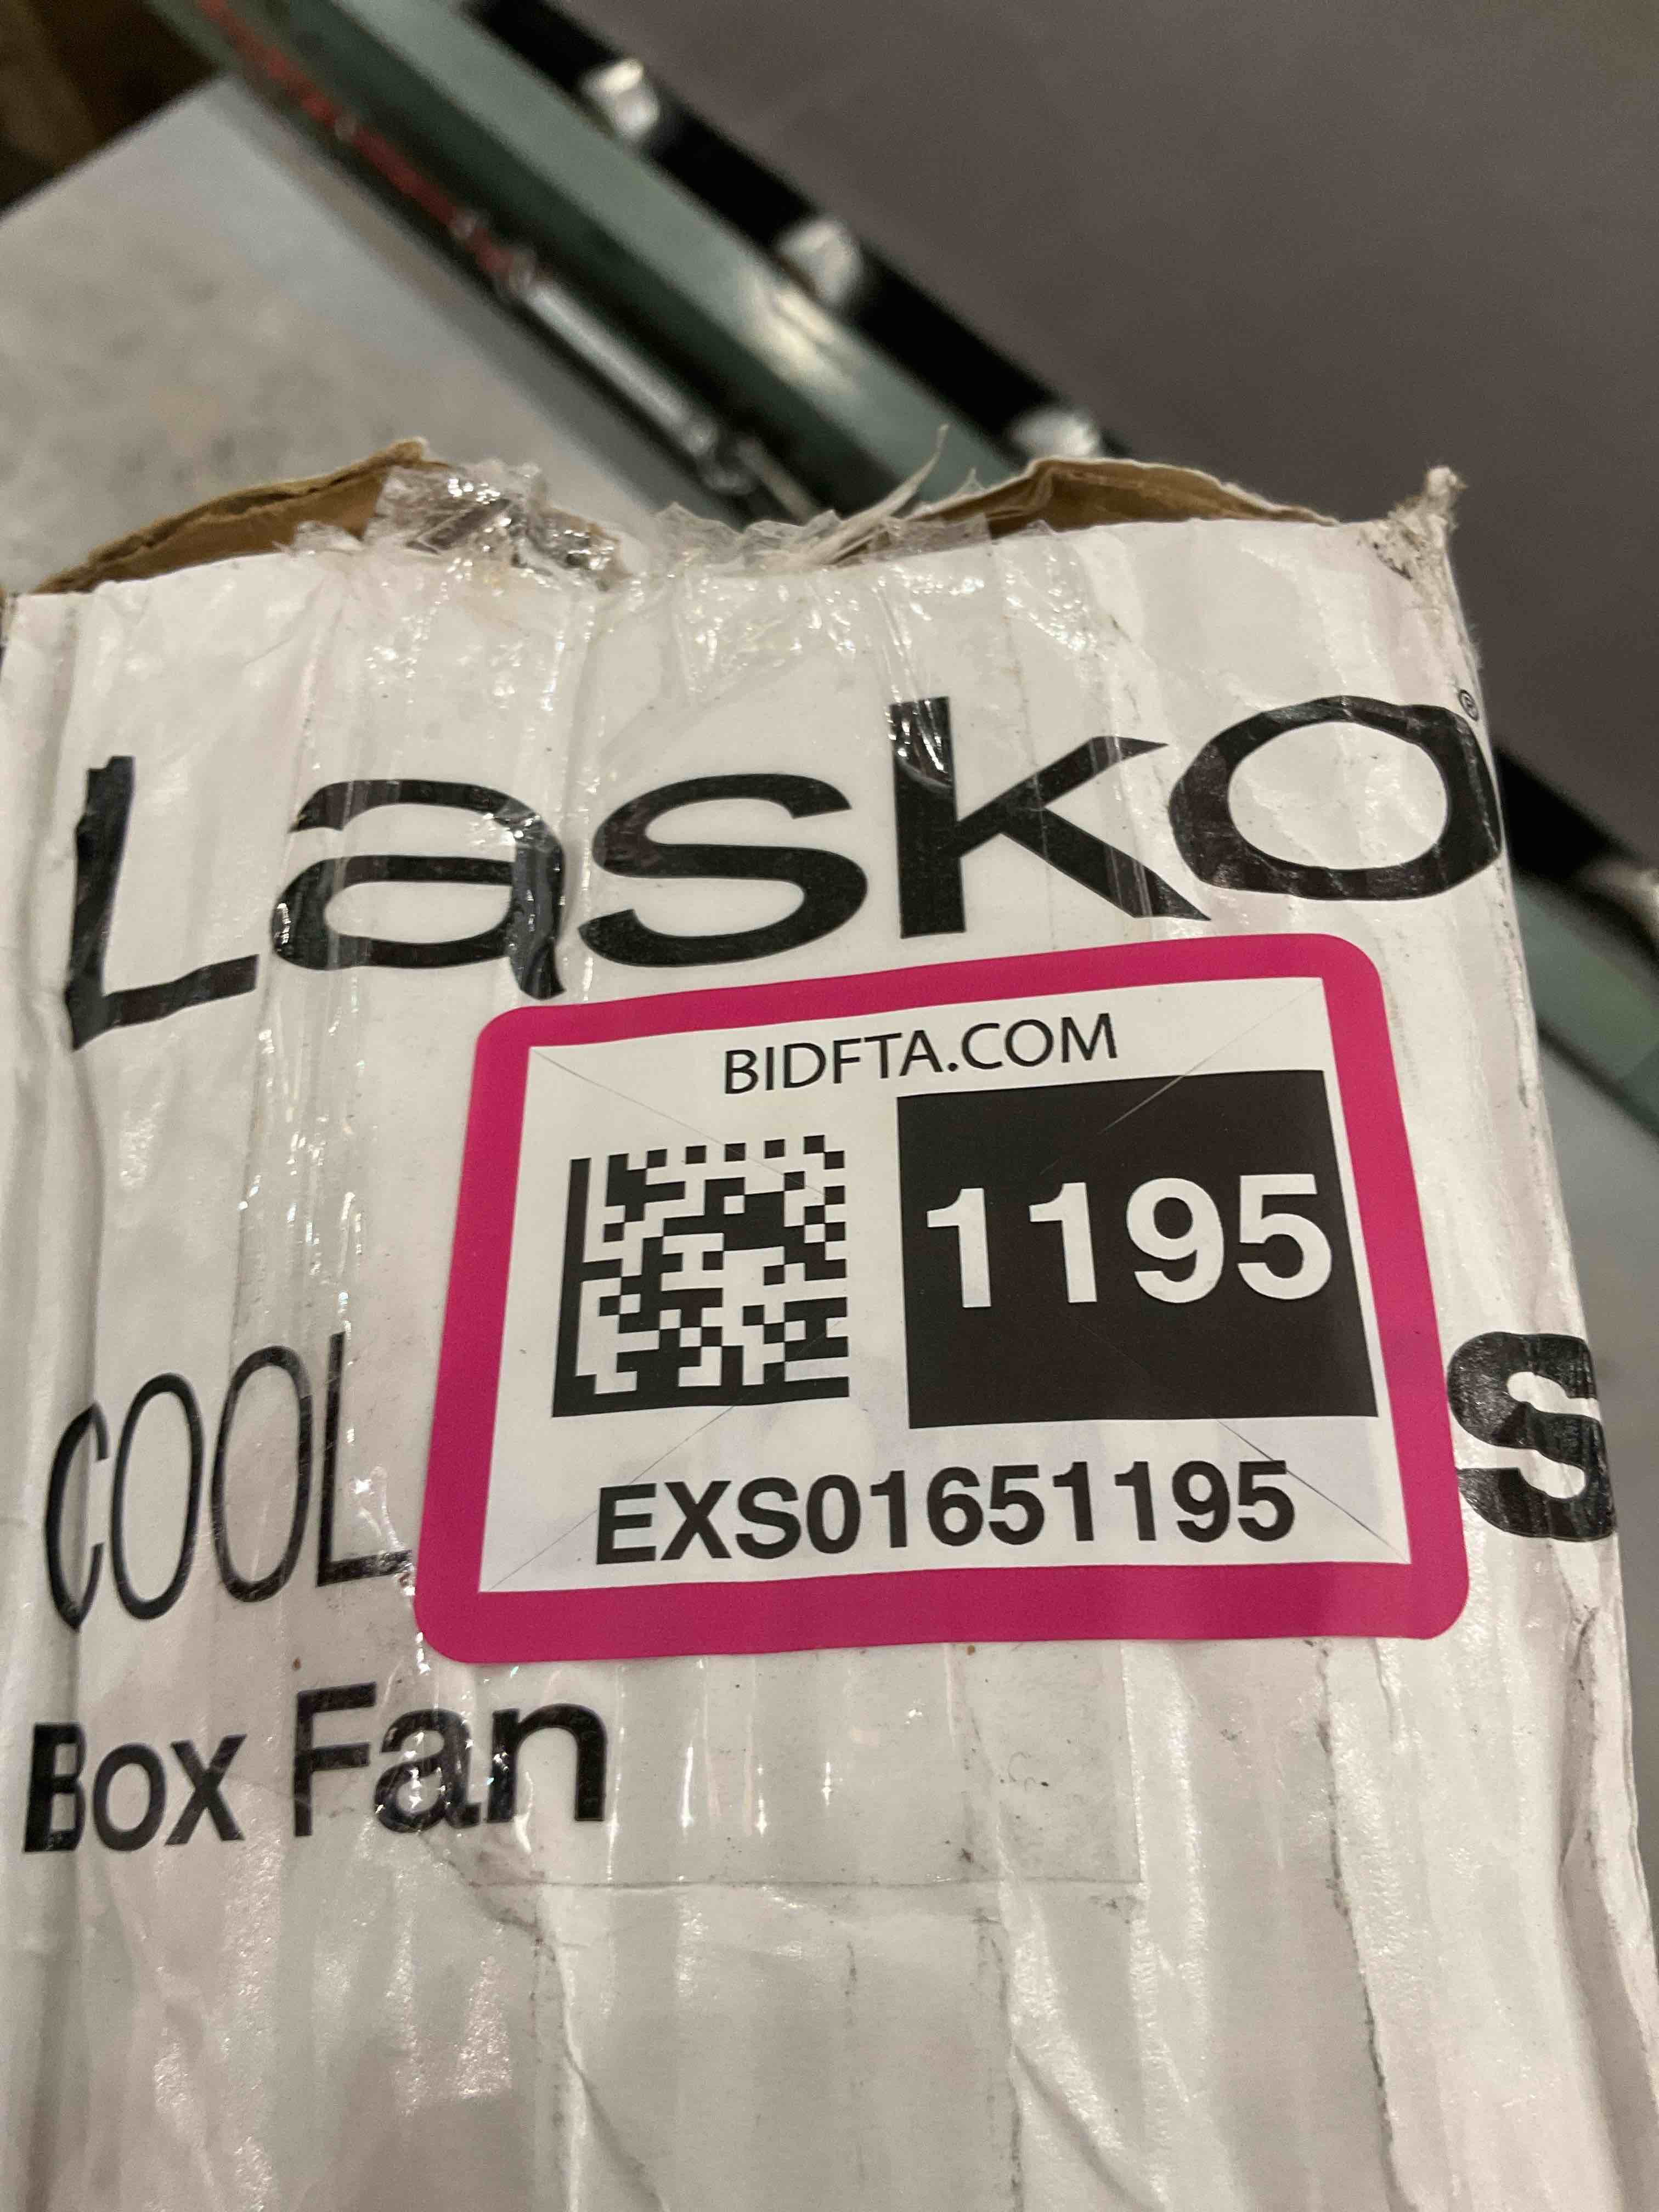 Lasko®
BIDFTA.COM
1195
EXS01651195
COOL
Box Fan